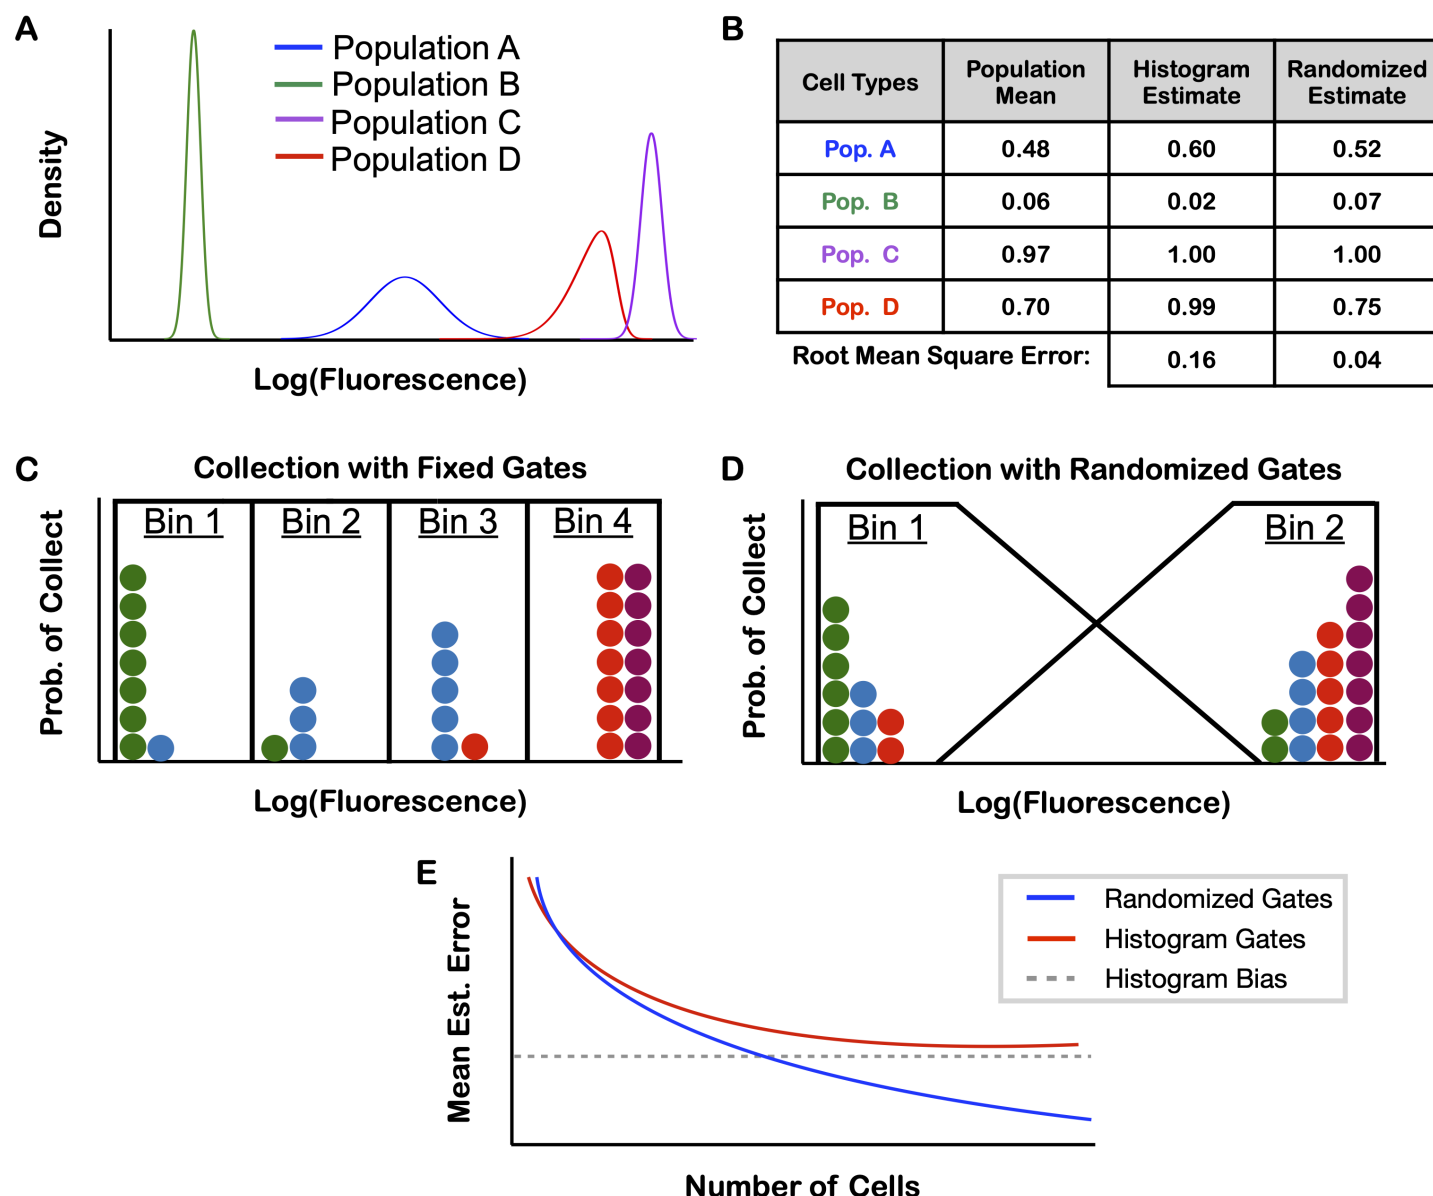 A
Population A
Population B
Population C
Population D
Density
Log(Fluorescence)
B
Cell Types
Population Mean
Histogram Estimate
Randomized Estimate
Pop. A 0.48 0.60 0.52
Pop. B 0.06 0.02 0.07
Pop. C 0.97 1.00 1.00
Pop. D 0.70 0.99 0.75
Root Mean Square Error: 0.16 0.04
C
Collection with Fixed Gates
Bin 1 Bin 2 Bin 3 Bin 4
Prob. of Collect
Log(Fluorescence)
D
Collection with Randomized Gates
Bin 1 Bin 2
Prob. of Collect
Log(Fluorescence)
E
Randomized Gates
Histogram Gates
Histogram Bias
Mean Est. Error
Number of Cells